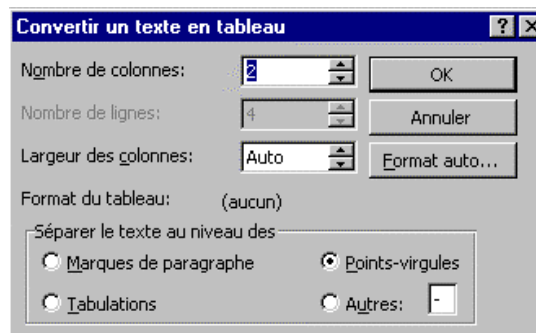 Convertir un texte en tableau
Nombre de colonnes: 2 OK
Nombre de lignes: 4 Annuler
Largeur des colonnes: Auto Format auto...
Format du tableau: (aucun)
Séparer le texte au niveau des
Marques de paragraphe Points-virgules
Tabulations Autres: -